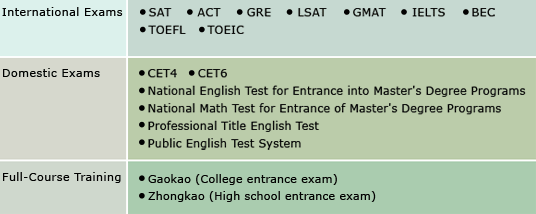 International Exams ● SAT ● ACT ● GRE ● LSAT ● GMAT ● IELTS ● BEC
● TOEFL ● TOEIC
Domestic Exams ● CET4 ● CET6
● National English Test for Entrance into Master's Degree Programs
● National Math Test for Entrance of Master's Degree Programs
● Professional Title English Test
● Public English Test System
Full-Course Training ● Gaokao (College entrance exam)
● Zhongkao (High school entrance exam)